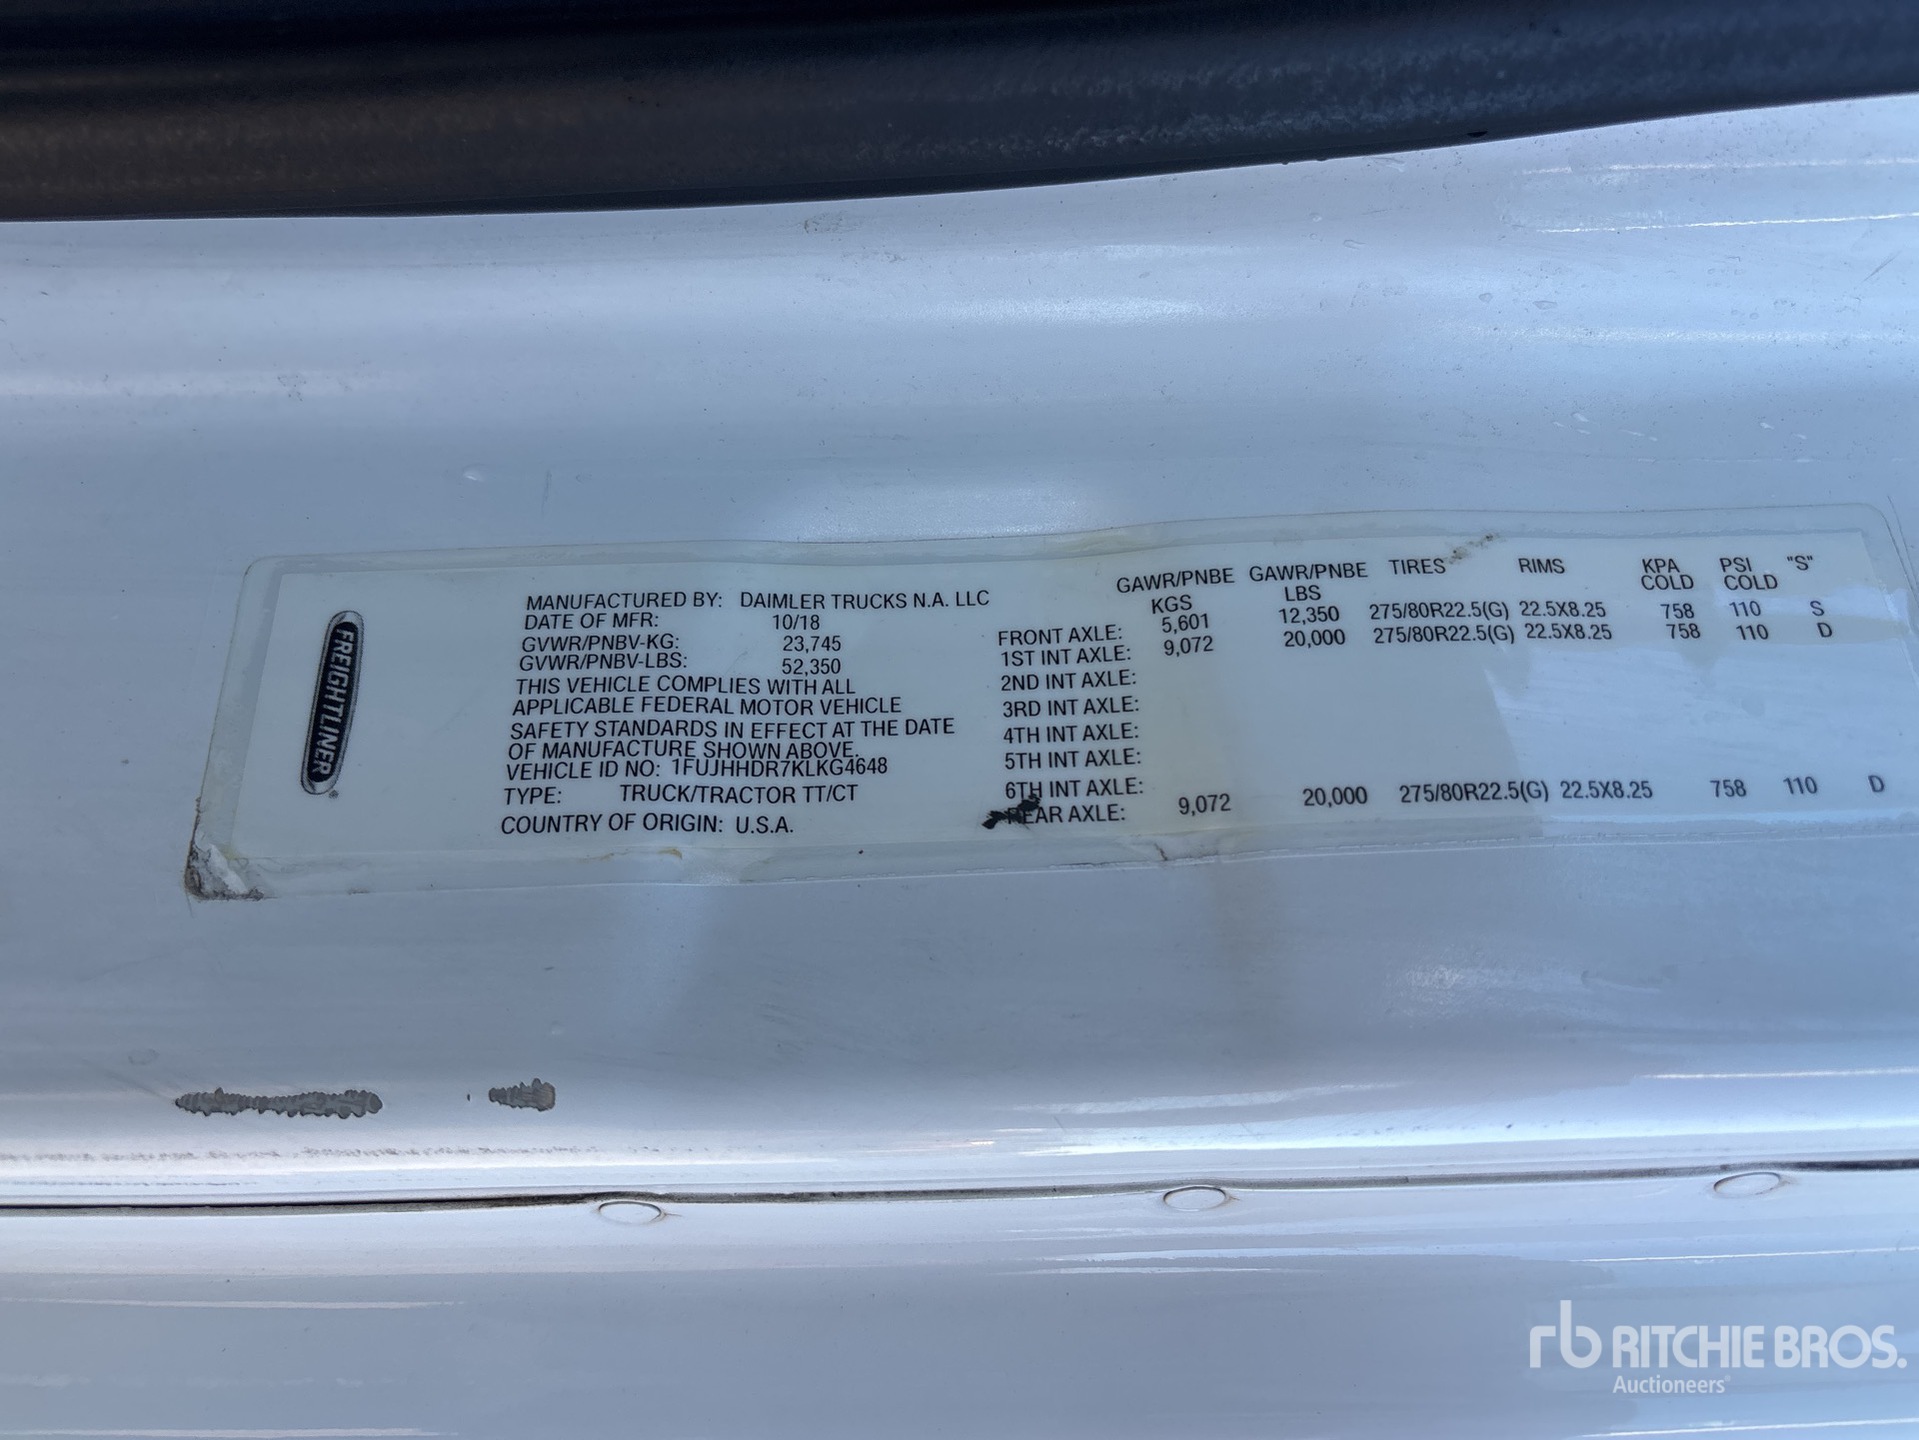 FREIGHTLINER
MANUFACTURED BY: DAIMLER TRUCKS N.A. LLC
DATE OF MFR: 10/18
GVWR/PNBV-KG: 23,745
GVWR/PNBV-LBS: 52,350
THIS VEHICLE COMPLIES WITH ALL
APPLICABLE FEDERAL MOTOR VEHICLE
SAFETY STANDARDS IN EFFECT AT THE DATE
OF MANUFACTURE SHOWN ABOVE.
VEHICLE ID NO: 1FUJHHDR7KLKG4648
TYPE: TRUCK/TRACTOR TT/CT
COUNTRY OF ORIGIN: U.S.A.
GAWR/PNBE GAWR/PNBE TIRES RIMS KPA PSI "S"
KGS LBS COLD COLD
FRONT AXLE: 5,601 12,350 275/80R22.5(G) 22.5X8.25 758 110 S
1ST INT AXLE: 9,072 20,000 275/80R22.5(G) 22.5X8.25 758 110 D
2ND INT AXLE:
3RD INT AXLE:
4TH INT AXLE:
5TH INT AXLE:
6TH INT AXLE:
REAR AXLE: 9,072 20,000 275/80R22.5(G) 22.5X8.25 758 110 D
rb RITCHIE BROS.
Auctioneers